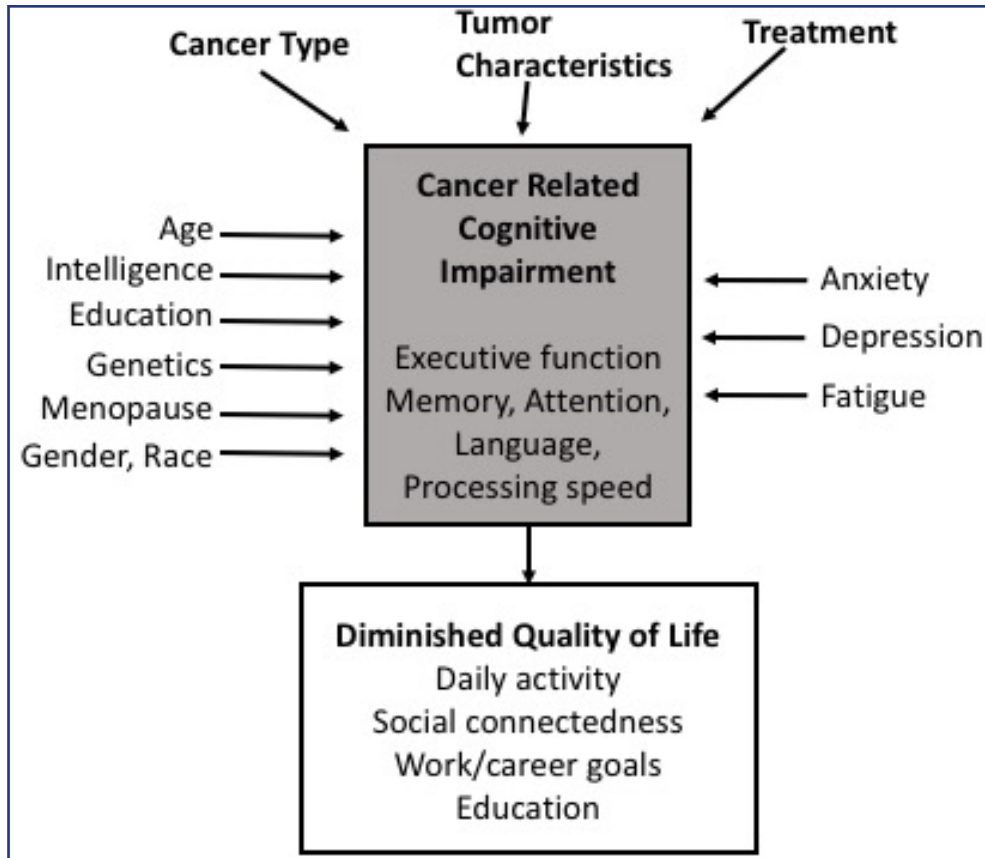 Cancer Type
Tumor
Characteristics
Treatment
Cancer Related
Cognitive
Impairment
Executive function
Memory, Attention,
Language,
Processing speed
Age
Intelligence
Education
Genetics
Menopause
Gender, Race
Anxiety
Depression
Fatigue
Diminished Quality of Life
Daily activity
Social connectedness
Work/career goals
Education